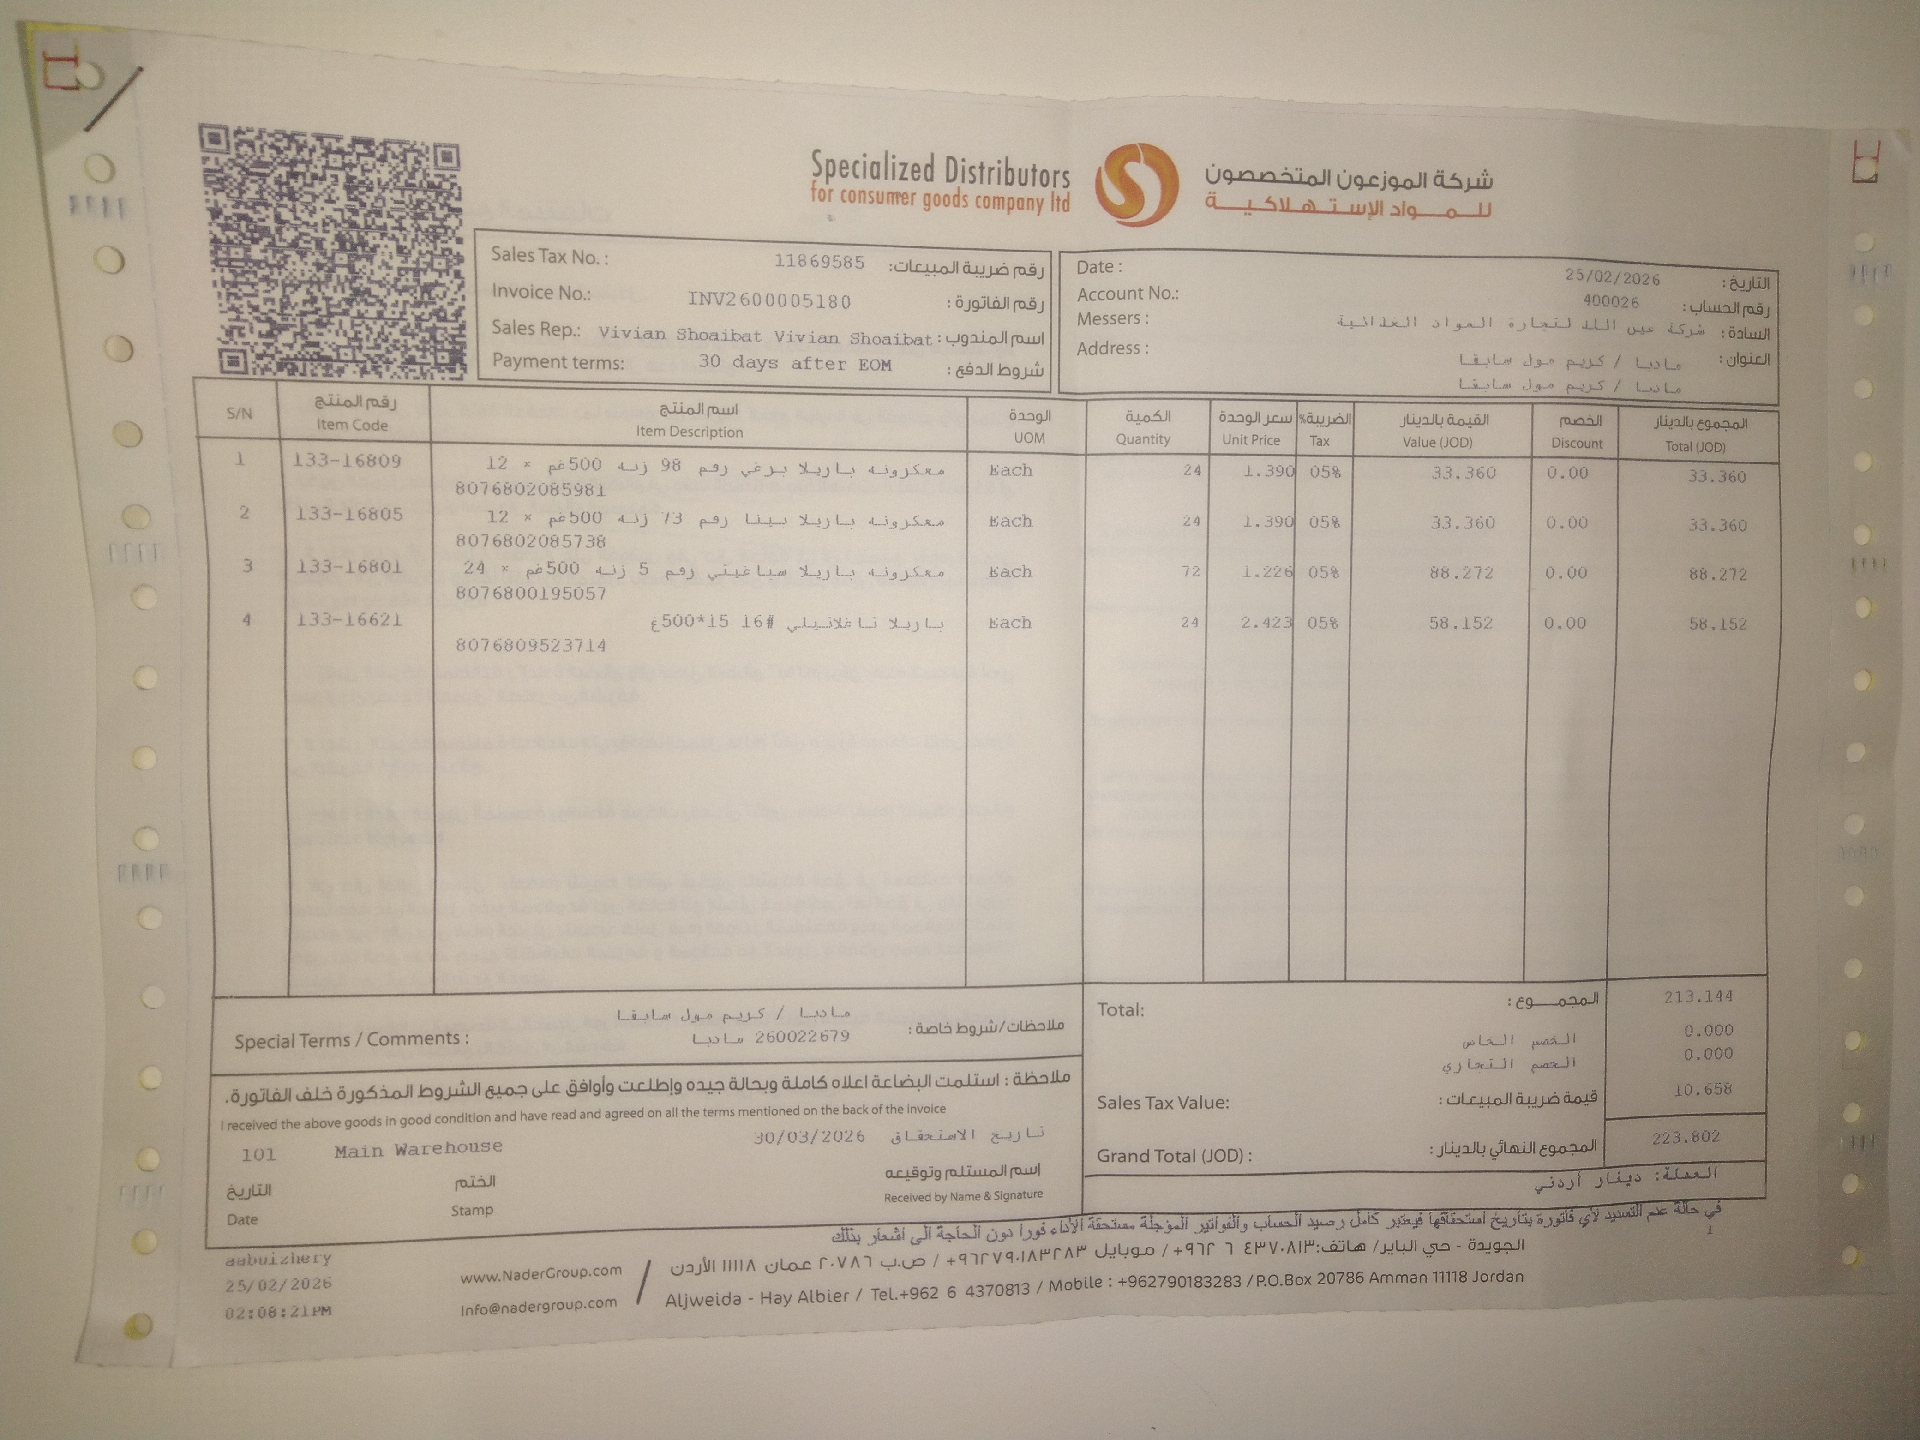 Specialized Distributors
for consumer goods company ltd
شركة الموزعون المتخصصون
للمواد الإستهلاكية
Sales Tax No. : 11869585 رقم ضريبة المبيعات:
Invoice No.: INV2600005180 رقم الفاتورة:
Sales Rep.: Vivian Shoaibat Vivian Shoaibat اسم المندوب:
Payment terms: 30 days after EOM شروط الدفع:
Date : 25/02/2026 التاريخ:
Account No.: 400026 رقم الحساب:
Messers : شركة عين اللد لتجارة المواد الغذائية السادة:
Address : مادبا / كريم مول سابقا العنوان:
مادبا / كريم مول سابقا
S/N رقم المنتج اسم المنتج الوحدة الكمية سعر الوحدة الضريبة% القيمة بالدينار الخصم المجموع بالدينار
Item Code Item Description UOM Quantity Unit Price Tax Value (JOD) Discount Total (JOD)
1 133-16809 معكرونه باريلا برغي رقم 98 زنه 500غم × 12 Each 24 1.390 05% 33.360 0.00 33.360
8076802085981
2 133-16805 معكرونه باريلا بينا رقم 73 زنه 500غم × 12 Each 24 1.390 05% 33.360 0.00 33.360
8076802085738
3 133-16801 معكرونه باريلا سباغيتي رقم 5 زنه 500غم × 24 Each 72 1.226 05% 88.272 0.00 88.272
8076800195057
4 133-16621 باريلا تاغلاتيلي #16 15*500غ Each 24 2.423 05% 58.152 0.00 58.152
8076809523714
Special Terms / Comments : مادبا / كريم مول سابقا ملاحظات/شروط خاصة :
260022679 مادبا
Total: المجموع: 213.144
الخصم الخاص 0.000
الخصم التجاري 0.000
Sales Tax Value: قيمة ضريبة المبيعات: 10.658
Grand Total (JOD) : المجموع النهائي بالدينار: 223.802
العملة: دينار أردني
ملاحظة : استلمت البضاعة اعلاه كاملة وبحالة جيده وإطلعت وأوافق على جميع الشروط المذكورة خلف الفاتورة.
I received the above goods in good condition and have read and agreed on all the terms mentioned on the back of the Invoice
101 Main Warehouse تاريخ الاستحقاق 30/03/2026
التاريخ الختم اسم المستلم وتوقيعه
Date Stamp Received by Name & Signature
في حالة عدم التسديد لأي فاتورة بتاريخ استحقاقها فيعتبر كامل رصيد الحساب والفواتير المؤجلة مستحقة الأداء فورا دون الحاجة الى اشعار بذلك
1
aabuizhery
25/02/2026
02:08:21PM
www.NaderGroup.com
Info@nadergroup.com
الجويدة - حي الباير/ هاتف:٤٣٧٠٨١٣ ٦ ٩٦٢+ / موبايل ٩٦٢٧٩٠١٨٣٢٨٣+ / ص.ب ٢٠٧٨٦ عمان ١١١١٨ الأردن
Aljweida - Hay Albier / Tel.+962 6 4370813 / Mobile : +962790183283 /P.O.Box 20786 Amman 11118 Jordan